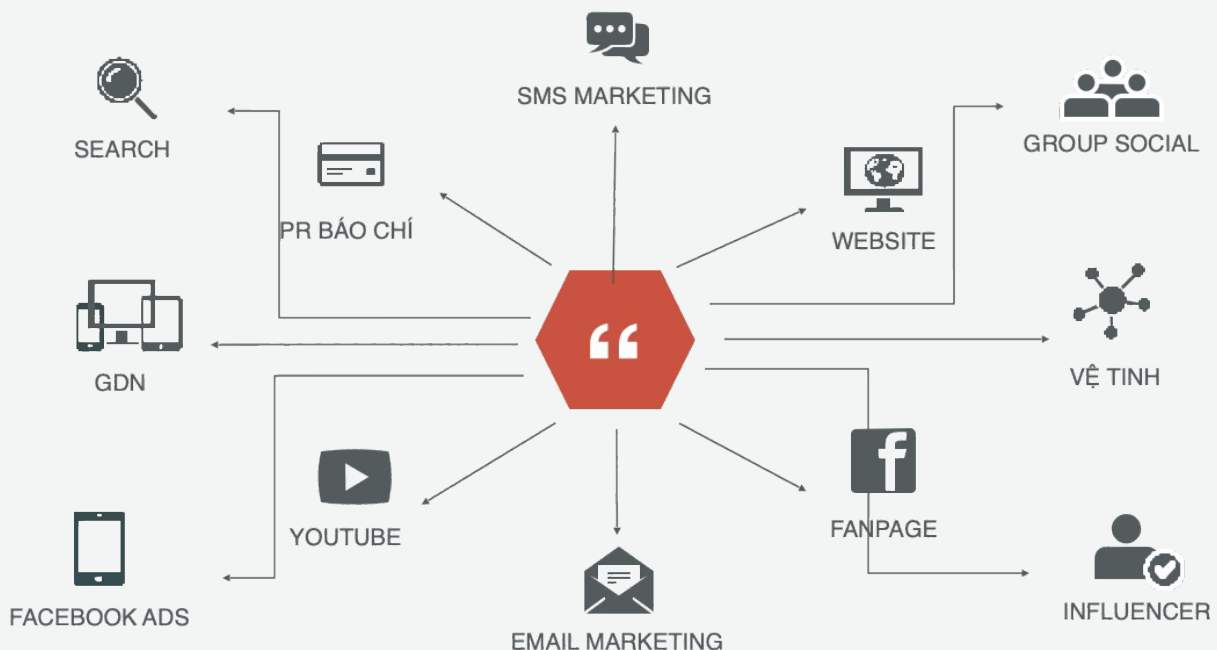 SMS MARKETING
SEARCH
GROUP SOCIAL
PR BÁO CHÍ
WEBSITE
“
GDN
VỆ TINH
YOUTUBE
f
FANPAGE
FACEBOOK ADS
EMAIL MARKETING
INFLUENCER